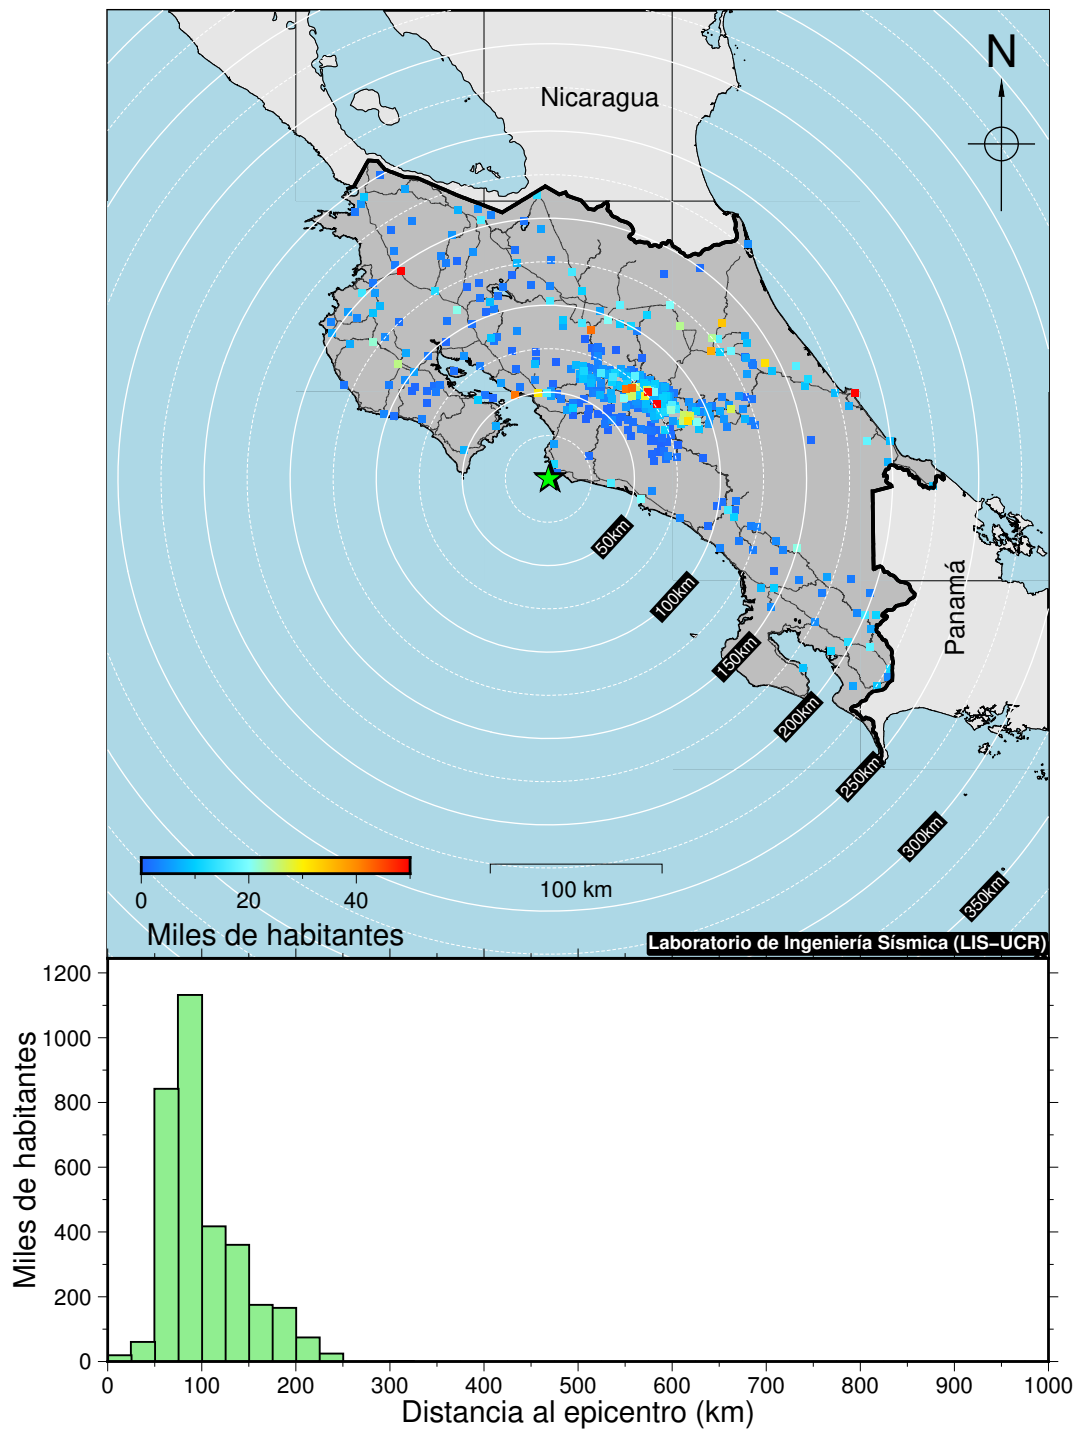 N
Nicaragua
Panamá
50km
100km
150km
200km
250km
300km
350km
0 20 40
Miles de habitantes
100 km
Laboratorio de Ingeniería Sísmica (LIS−UCR)
1200
1000
800
600
400
200
0
Miles de habitantes
0 100 200 300 400 500 600 700 800 900 1000
Distancia al epicentro (km)